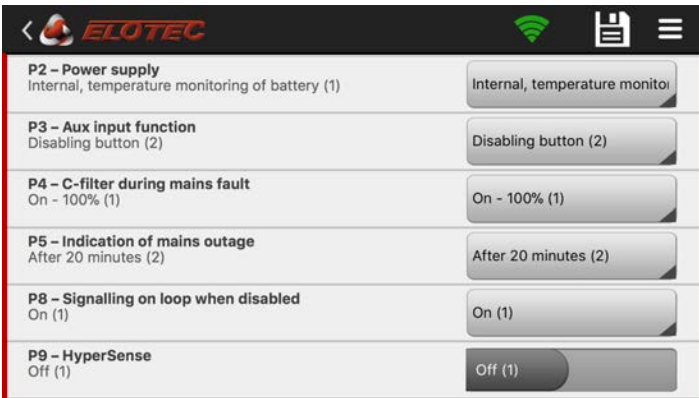 ELOTEC
P2 – Power supply
Internal, temperature monitoring of battery (1)
Internal, temperature monitor
P3 – Aux input function
Disabling button (2)
Disabling button (2)
P4 – C-filter during mains fault
On - 100% (1)
On - 100% (1)
P5 – Indication of mains outage
After 20 minutes (2)
After 20 minutes (2)
P8 – Signalling on loop when disabled
On (1)
On (1)
P9 – HyperSense
Off (1)
Off (1)